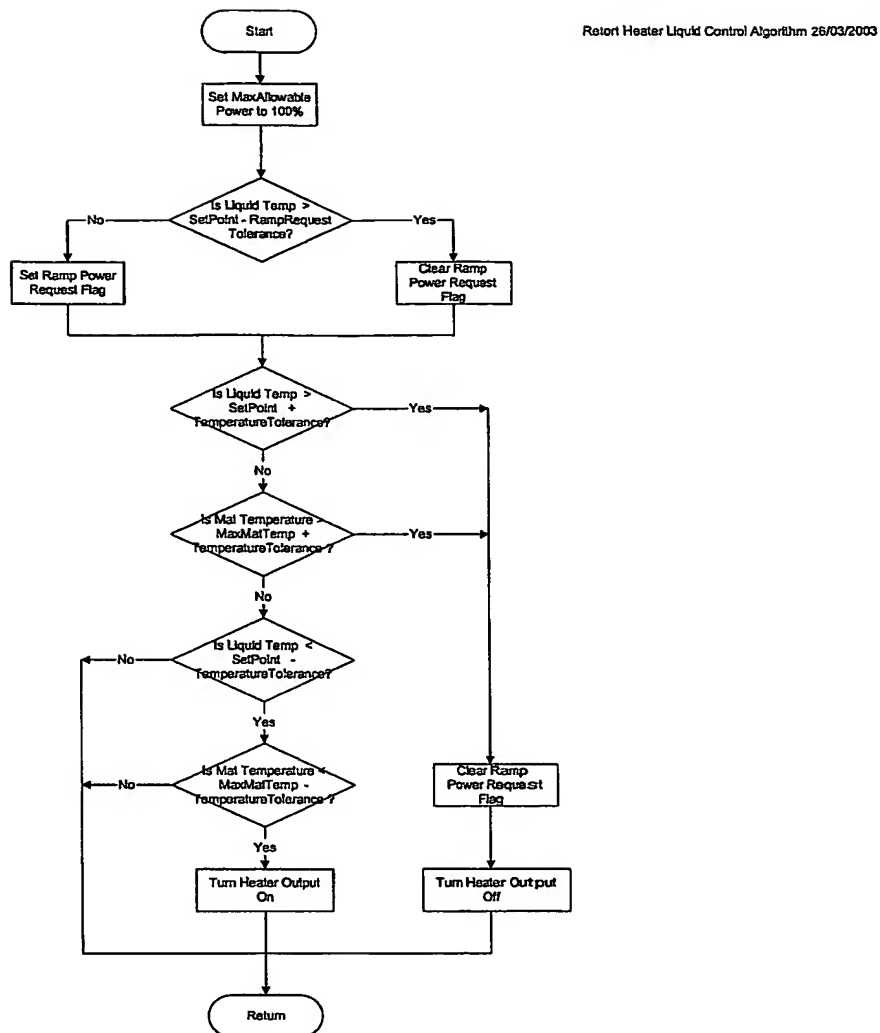 Start
Retort Heater Liquid Control Algorithm 26/03/2003
Set MaxAllowable
Power to 100%
Is Liquid Temp >
SetPoint - RampRequest
Tolerance?
No
Yes
Set Ramp Power
Request Flag
Clear Ramp
Power Request
Flag
Is Liquid Temp >
SetPoint +
TemperatureTolerance?
Yes
No
Is Mat Temperature >
MaxMatTemp +
TemperatureTolerance ?
Yes
No
Is Liquid Temp <
SetPoint -
TemperatureTolerance?
No
Yes
Is Mat Temperature <
MaxMatTemp -
TemperatureTolerance ?
No
Clear Ramp
Power Request
Flag
Yes
Turn Heater Output
On
Turn Heater Output
Off
Return